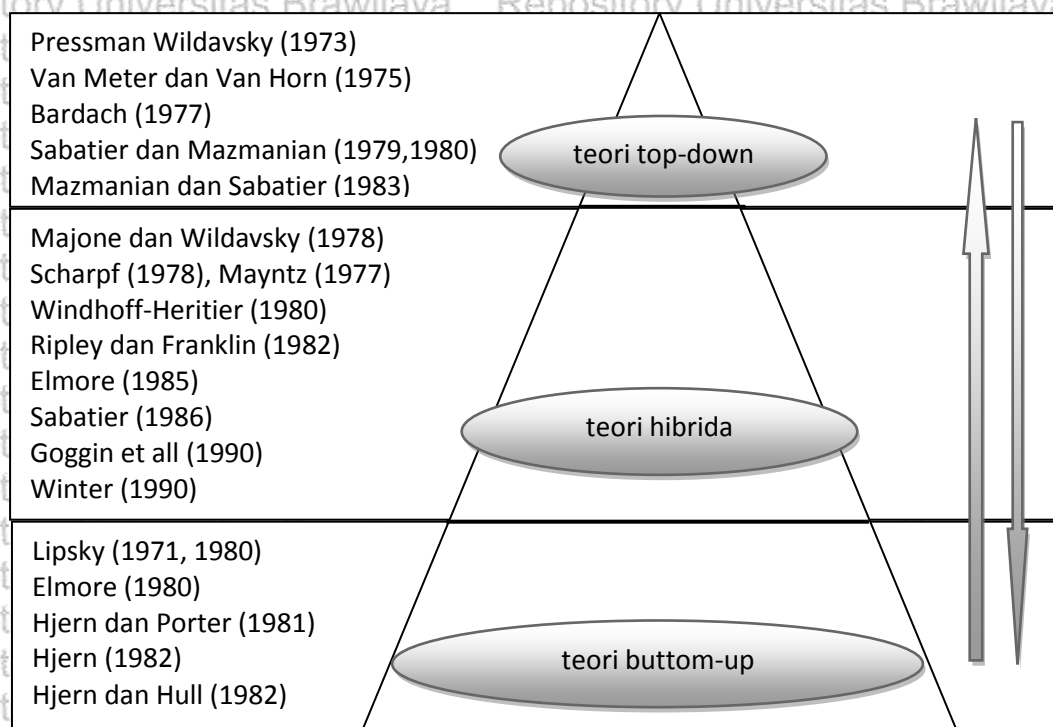 Repository Universitas Brawijaya
Pressman Wildavsky (1973)
Van Meter dan Van Horn (1975)
Bardach (1977)
Sabatier dan Mazmanian (1979,1980)
Mazmanian dan Sabatier (1983)
teori top-down
Majone dan Wildavsky (1978)
Scharpf (1978), Mayntz (1977)
Windhoff-Heritier (1980)
Ripley dan Franklin (1982)
Elmore (1985)
Sabatier (1986)
Goggin et all (1990)
Winter (1990)
teori hibrida
Lipsky (1971, 1980)
Elmore (1980)
Hjern dan Porter (1981)
Hjern (1982)
Hjern dan Hull (1982)
teori buttom-up